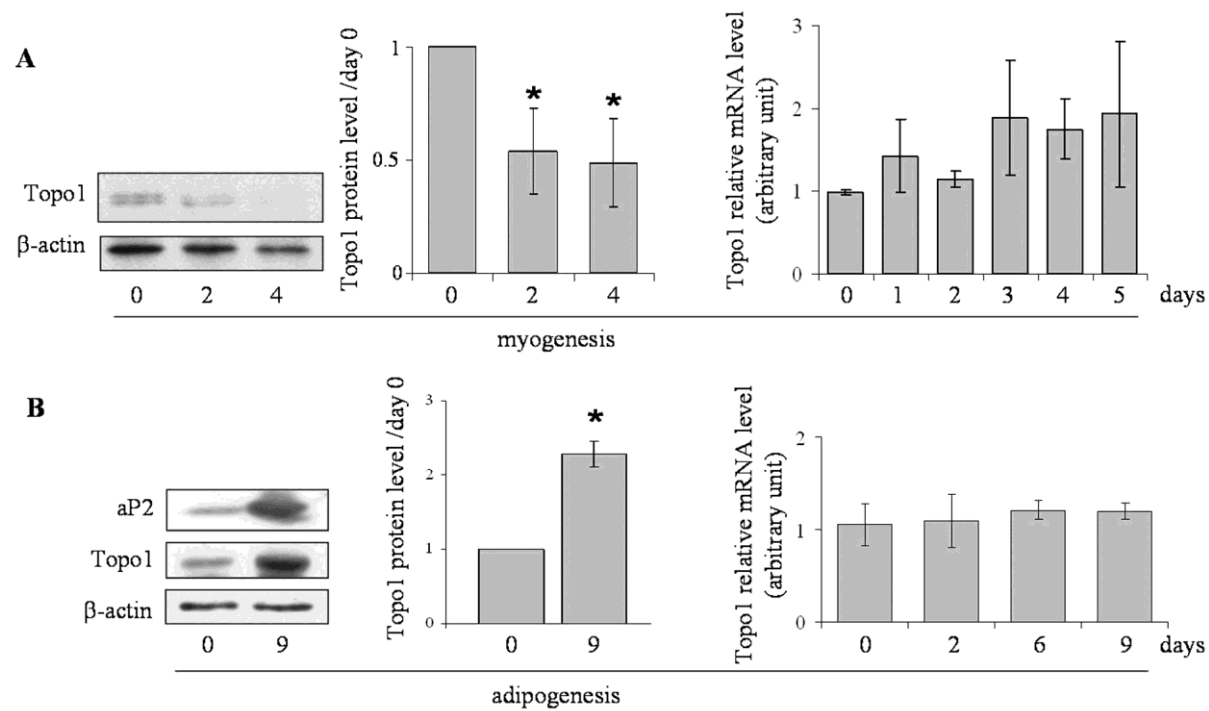 A
Topo1
β-actin
0 2 4
Topo1 protein level /day 0
1
0.5
0
* *
0 2 4
Topo1 relative mRNA level
(arbitrary unit)
3
2
1
0
0 1 2 3 4 5 days
myogenesis
B
aP2
Topo1
β-actin
0 9
Topo1 protein level /day 0
3
2
1
0
*
0 9
Topo1 relative mRNA level
(arbitrary unit)
2
1
0
0 2 6 9 days
adipogenesis